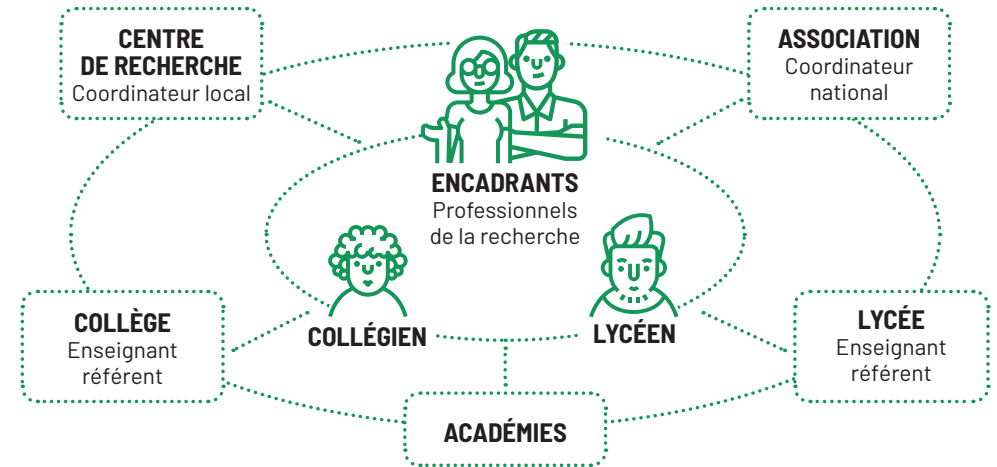 CENTRE
DE RECHERCHE
Coordinateur local
ASSOCIATION
Coordinateur
national
ENCADRANTS
Professionnels
de la recherche
COLLÉGIEN
LYCÉEN
COLLÈGE
Enseignant
référent
LYCÉE
Enseignant
référent
ACADÉMIES